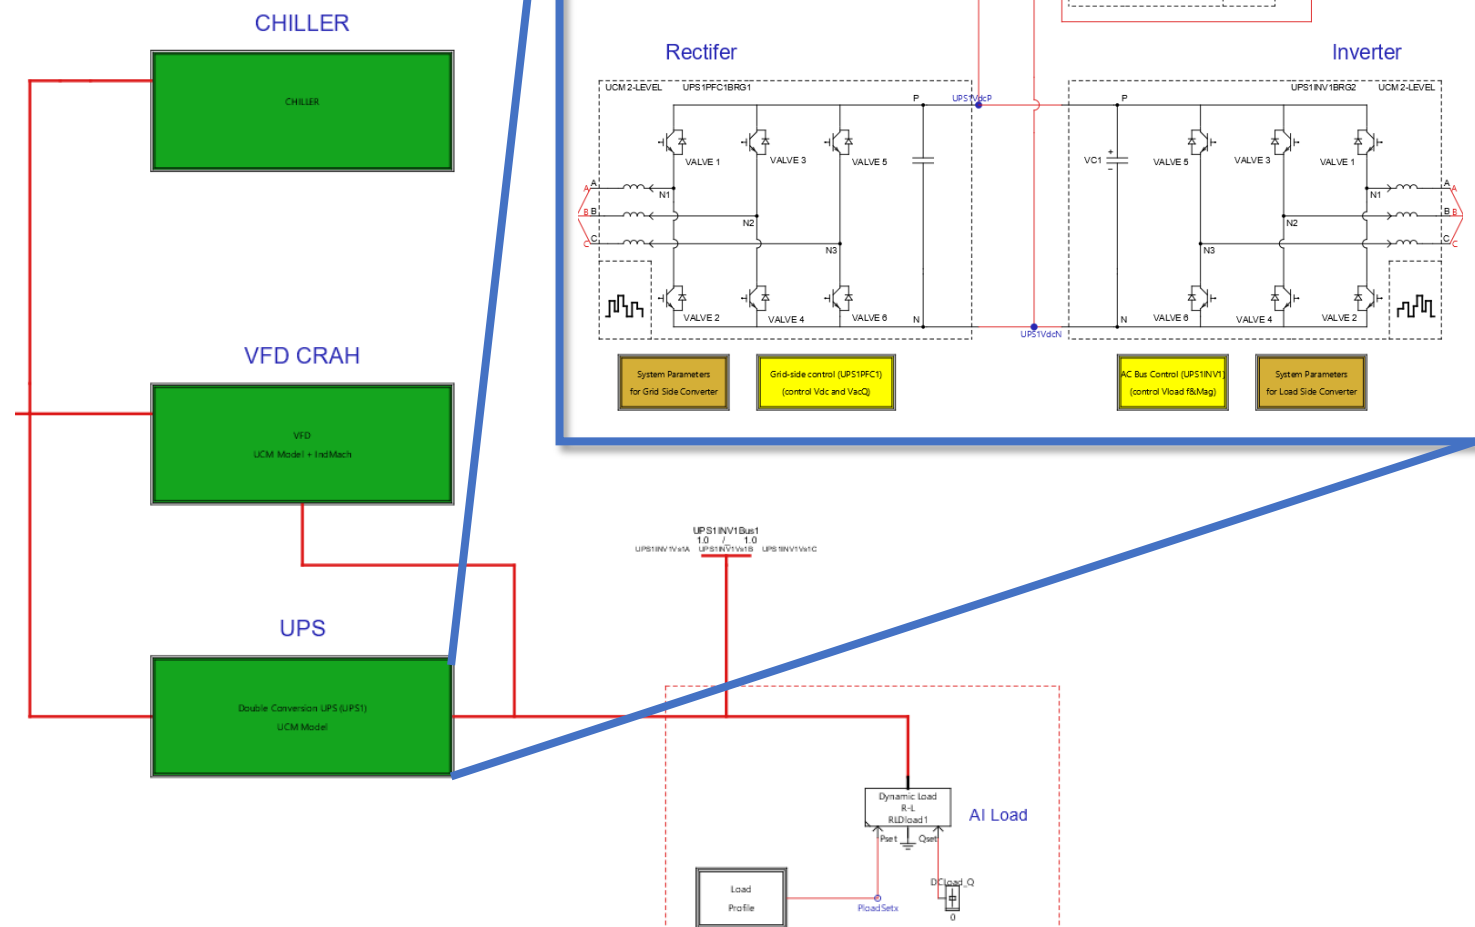 CHILLER
CHILLER
VFD CRAH
VFD
UCM Model + IndMach
UPS
Double Conversion UPS (UPS1)
UCM Model
Rectifer
Inverter
UCM 2-LEVEL
UPS1PFC1BRG1
P
UPS1VdcP
VALVE 1
VALVE 3
VALVE 5
A
A
B
B
C
C
N1
N2
N3
VALVE 2
VALVE 4
VALVE 6
N
UPS1VdcN
System Parameters
for Grid Side Converter
Grid-side control (UPS1PFC1)
(control Vdc and VacQ)
P
UPS1INV1BRG2
UCM 2-LEVEL
VC1
+
−
VALVE 5
VALVE 3
VALVE 1
N1
N2
N3
A
A
B
B
C
C
N
VALVE 6
VALVE 4
VALVE 2
AC Bus Control (UPS1INV1)
(control Vload f&Mag)
System Parameters
for Load Side Converter
UPS1INV1Bus1
1.0 /_ 1.0
UPS1INV1Vs1A UPS1INV1Vs1B UPS1INV1Vs1C
Dynamic Load
R-L
RLDload1
Pset
Qset
AI Load
Load
Profile
PloadSetx
DCload_Q
0